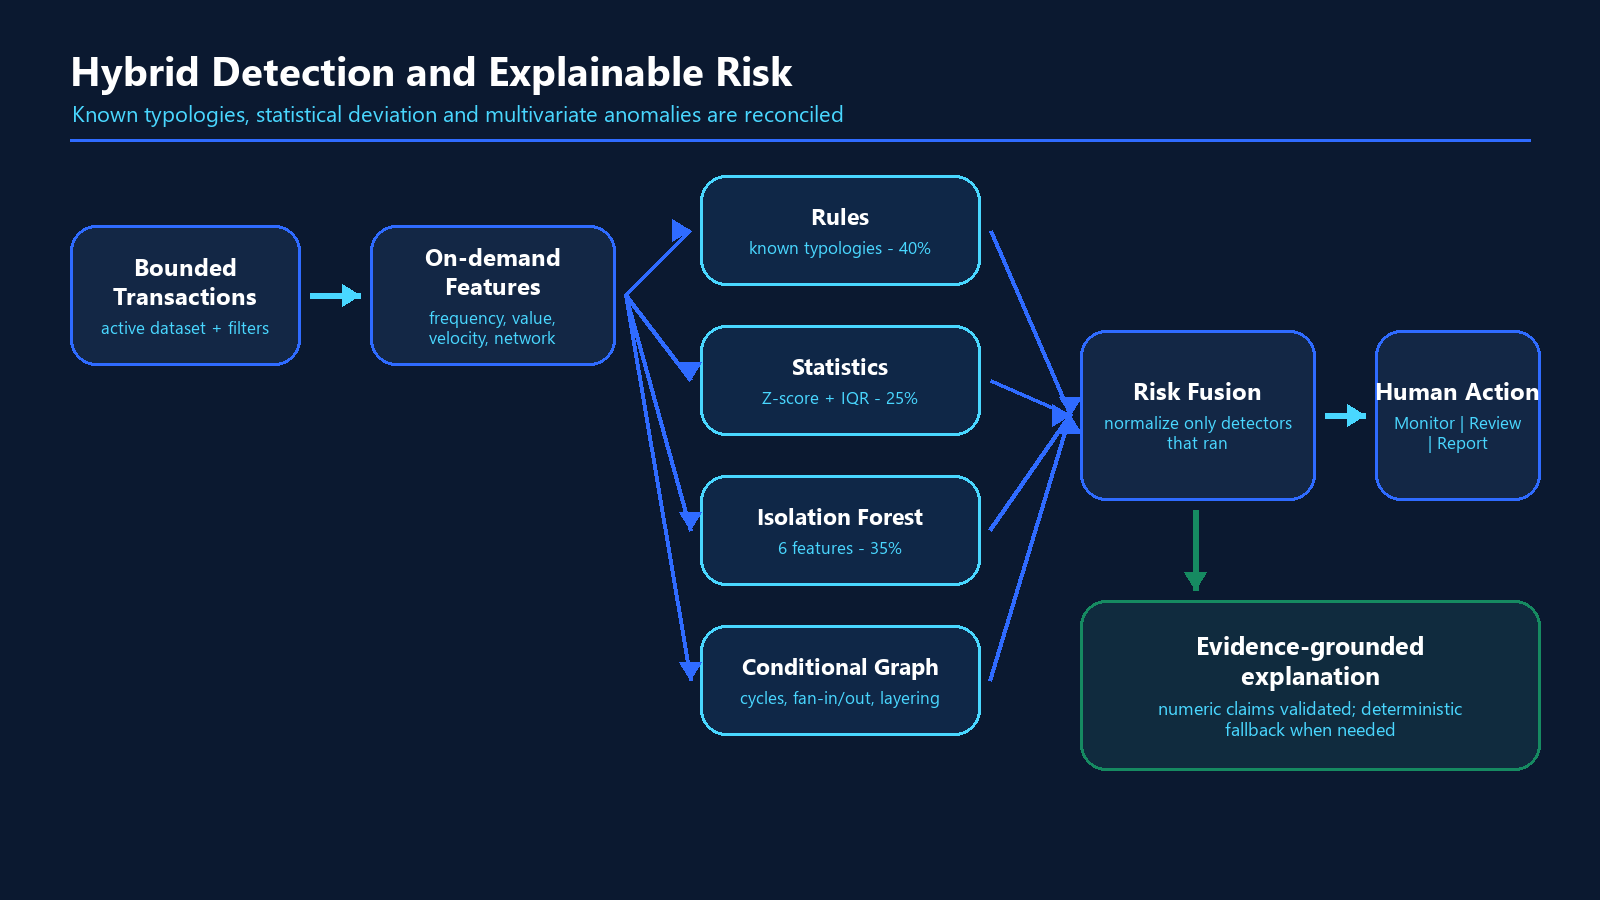 Hybrid Detection and Explainable Risk
Known typologies, statistical deviation and multivariate anomalies are reconciled
Bounded
Transactions
active dataset + filters
On-demand
Features
frequency, value,
velocity, network
Rules
known typologies - 40%
Statistics
Z-score + IQR - 25%
Isolation Forest
6 features - 35%
Conditional Graph
cycles, fan-in/out, layering
Risk Fusion
normalize only detectors
that ran
Human Action
Monitor | Review
| Report
Evidence-grounded
explanation
numeric claims validated; deterministic
fallback when needed